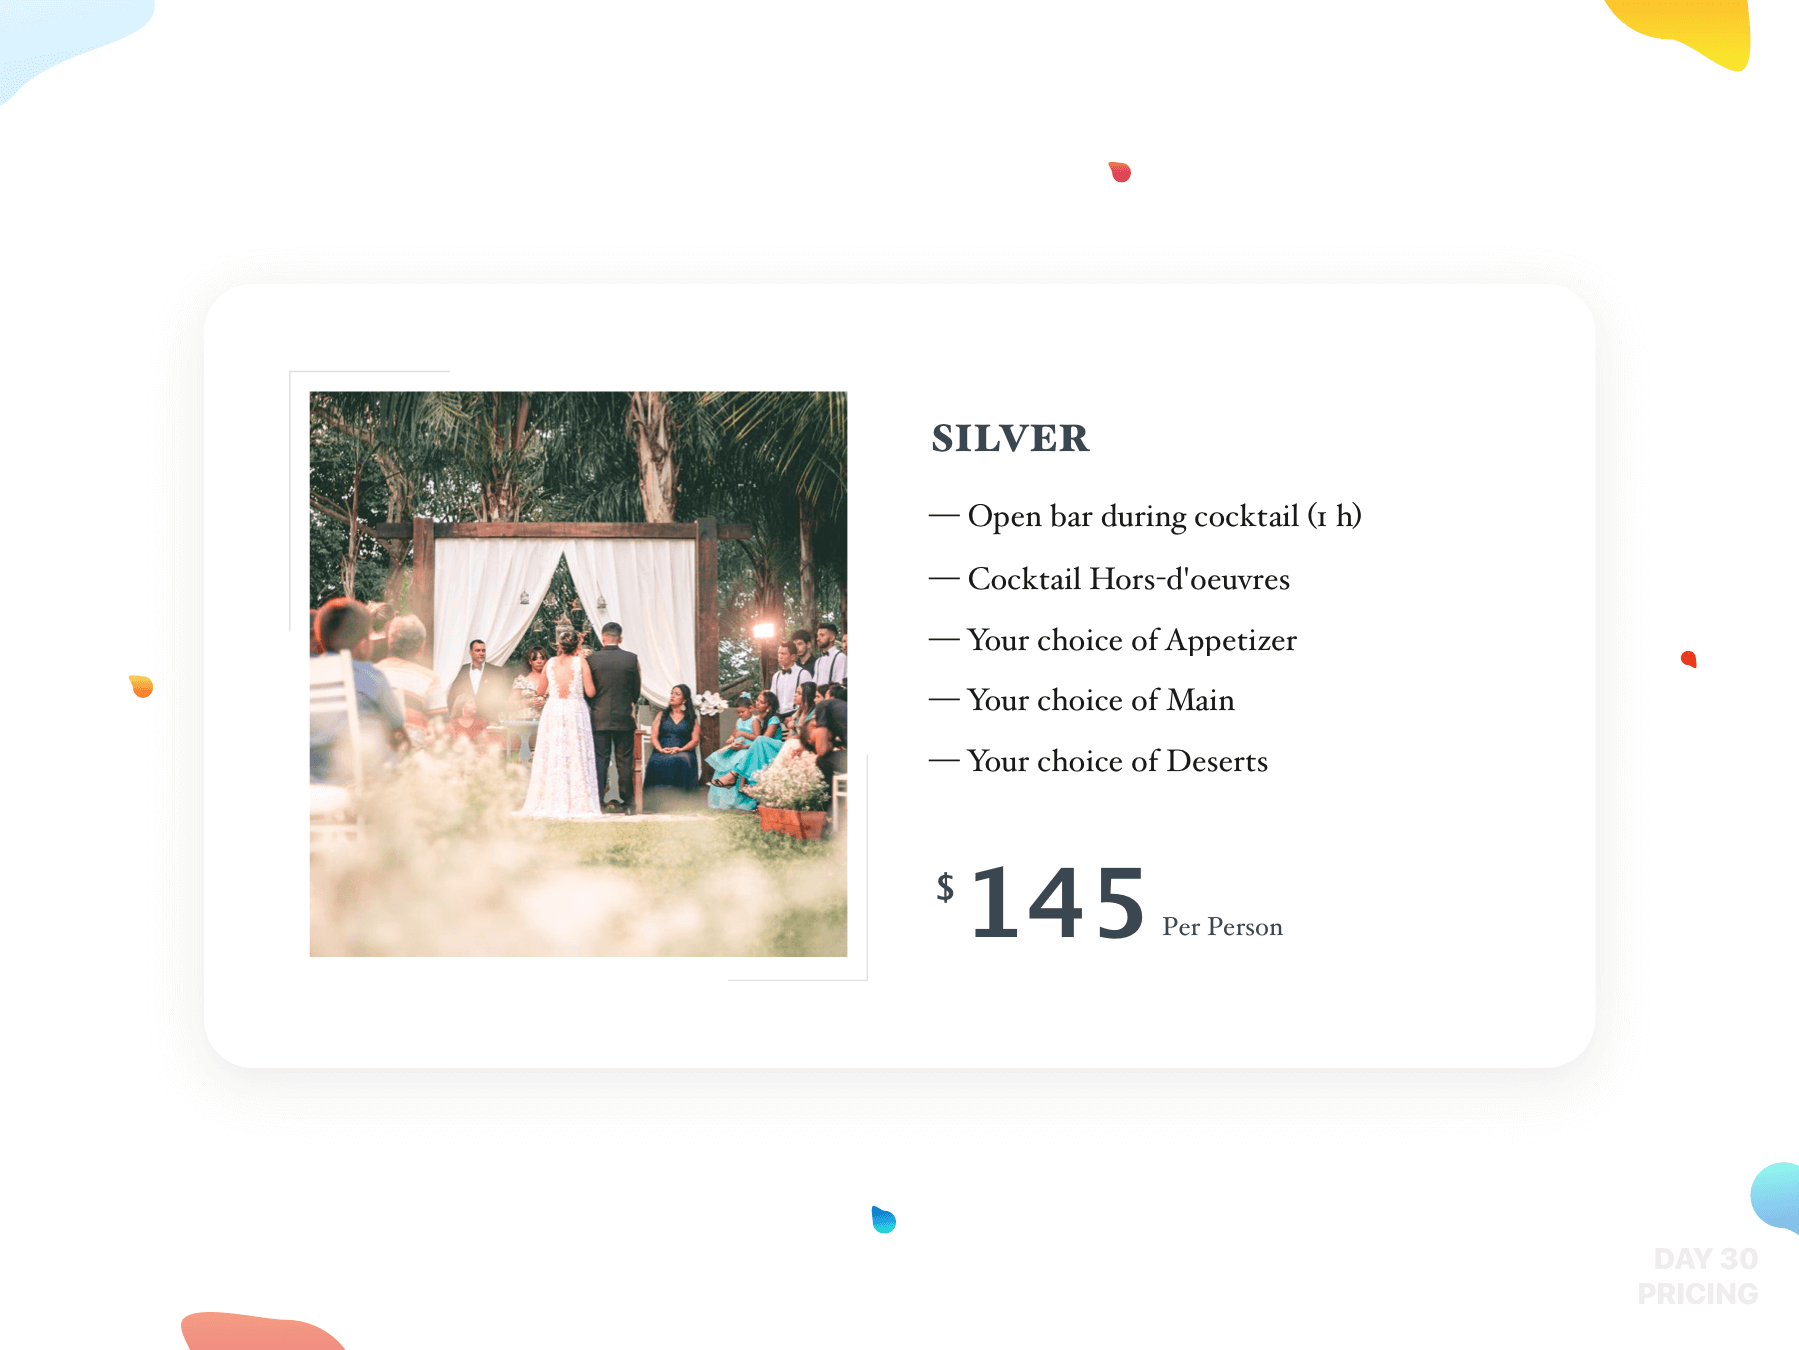 SILVER
— Open bar during cocktail (1 h)
— Cocktail Hors-d'oeuvres
— Your choice of Appetizer
— Your choice of Main
— Your choice of Deserts
$ 145 Per Person
DAY 30
PRICING